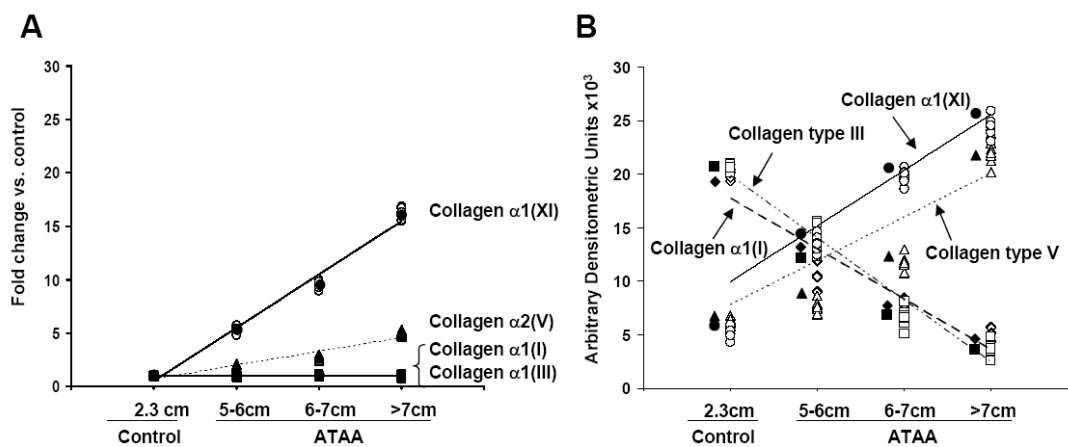 A
Fold change vs. control
30
25
20
15
10
5
0
Collagen α1(XI)
Collagen α2(V)
Collagen α1(I)
Collagen α1(III)
2.3 cm
5-6cm
6-7cm
>7cm
Control
ATAA
B
Arbitrary Densitometric Units x10³
30
25
20
15
10
5
0
Collagen α1(XI)
Collagen type III
Collagen α1(I)
Collagen type V
2.3cm
5-6cm
6-7cm
>7cm
Control
ATAA